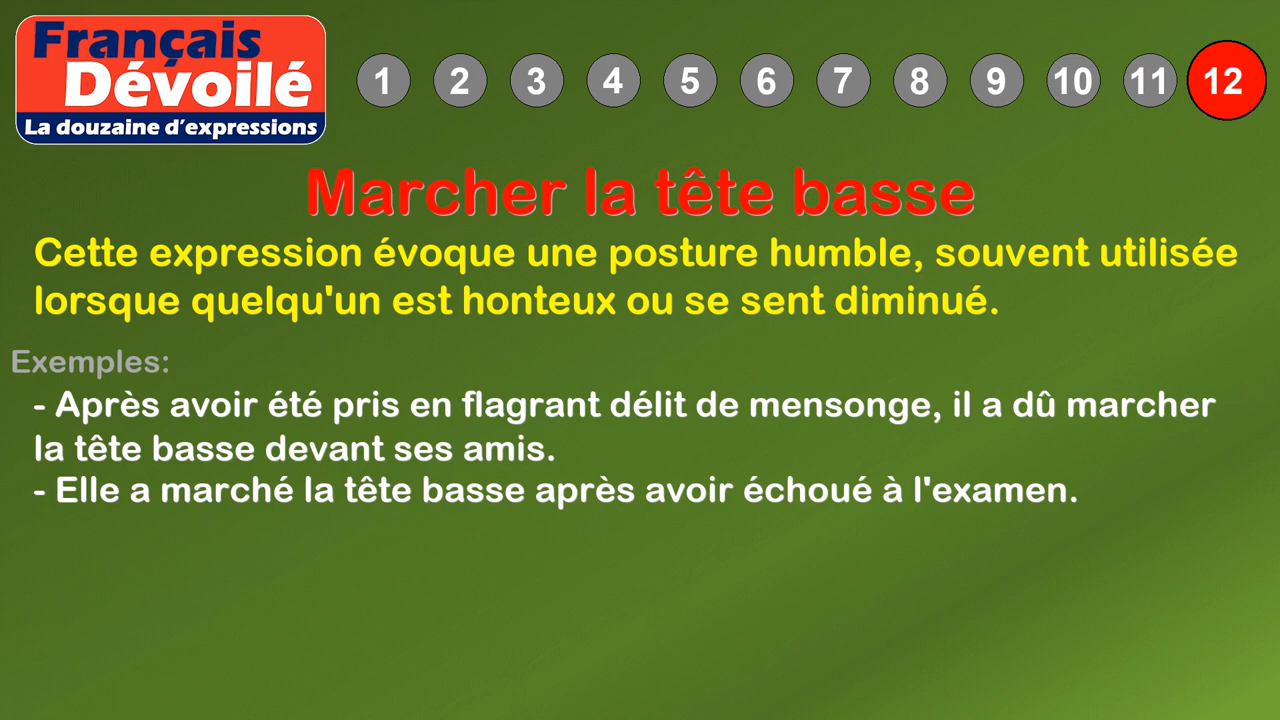 Français
Dévoilé
La douzaine d'expressions
1 2 3 4 5 6 7 8 9 10 11 12
Marcher la tête basse
Cette expression évoque une posture humble, souvent utilisée
lorsque quelqu'un est honteux ou se sent diminué.
Exemples:
- Après avoir été pris en flagrant délit de mensonge, il a dû marcher
la tête basse devant ses amis.
- Elle a marché la tête basse après avoir échoué à l'examen.